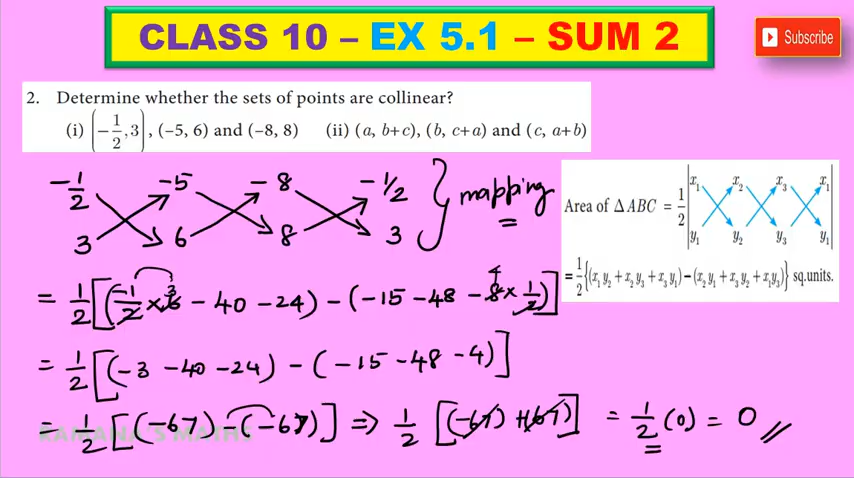 CLASS 10 – EX 5.1 – SUM 2
Subscribe
2. Determine whether the sets of points are collinear?
(i) (-1/2, 3), (-5, 6) and (-8, 8) (ii) (a, b+c), (b, c+a) and (c, a+b)
-1/2 -5 -8 -1/2
3 6 8 3
} mapping
Area of ΔABC = 1/2 | x₁ x₂ x₃ x₁
y₁ y₂ y₃ y₁ |
= 1/2 {(x₁y₂ + x₂y₃ + x₃y₁) – (x₂y₁ + x₃y₂ + x₁y₃)} sq.units.
= 1/2 [(-1/2 × 6 3 - 40 - 24) - (-15 - 48 - 8 4 × 1/2)]
= 1/2 [(-3 - 40 - 24) - (-15 - 48 - 4)]
= 1/2 [(-67) - (-67)] ⇒ 1/2 [(-67) + (67)] = 1/2 (0) = 0 //
RAMANA'S MATHS